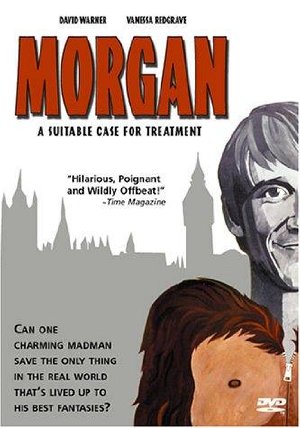 DAVID WARNER VANESSA REDGRAVE
MORGAN
A SUITABLE CASE FOR TREATMENT
"Hilarious, Poignant
and Wildly Offbeat!"
-Time Magazine
CAN ONE
CHARMING MADMAN
SAVE THE ONLY THING
IN THE REAL WORLD
THAT'S LIVED UP TO
HIS BEST FANTASIES?
DVD